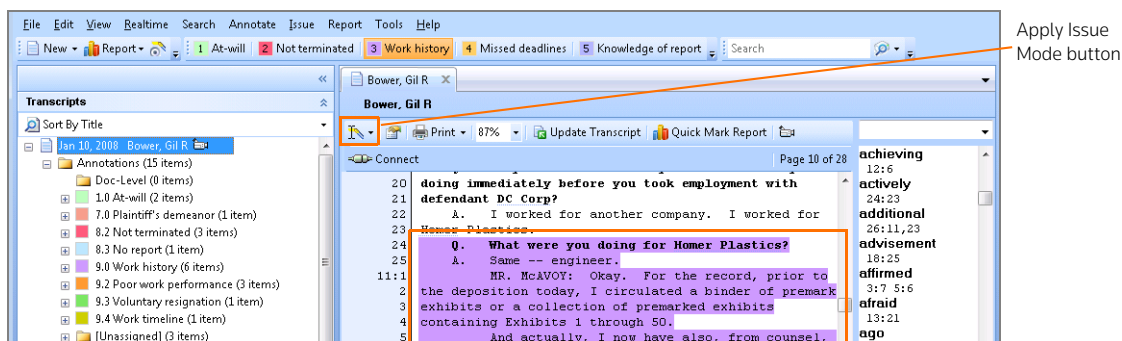 File Edit View Realtime Search Annotate Issue Report Tools Help
New Report 1 At-will 2 Not terminated 3 Work history 4 Missed deadlines 5 Knowledge of report Search
Apply Issue
Mode button
Bower, Gil R X
Transcripts
Bower, Gil R
Sort By Title
Print 87% Update Transcript Quick Mark Report
Jan 10, 2008 Bower, Gil R
Annotations (15 items)
Doc-Level (0 items)
1.0 At-will (2 items)
7.0 Plaintiff's demeanor (1 item)
8.2 Not terminated (3 items)
8.3 No report (1 item)
9.0 Work history (6 items)
9.2 Poor work performance (3 items)
9.3 Voluntary resignation (1 item)
9.4 Work timeline (1 item)
[Unassigned] (3 items)
Connect Page 10 of 28
20 doing immediately before you took employment with
21 defendant DC Corp?
22 A. I worked for another company. I worked for
23 Homer Plastics.
24 Q. What were you doing for Homer Plastics?
25 A. Same -- engineer.
11:1 MR. McAVOY: Okay. For the record, prior to
2 the deposition today, I circulated a binder of premark
3 exhibits or a collection of premarked exhibits
4 containing Exhibits 1 through 50.
5 And actually, I now have also, from counsel,
achieving
12:6
actively
24:23
additional
26:11,23
advisement
18:25
affirmed
3:7 5:6
afraid
13:21
ago